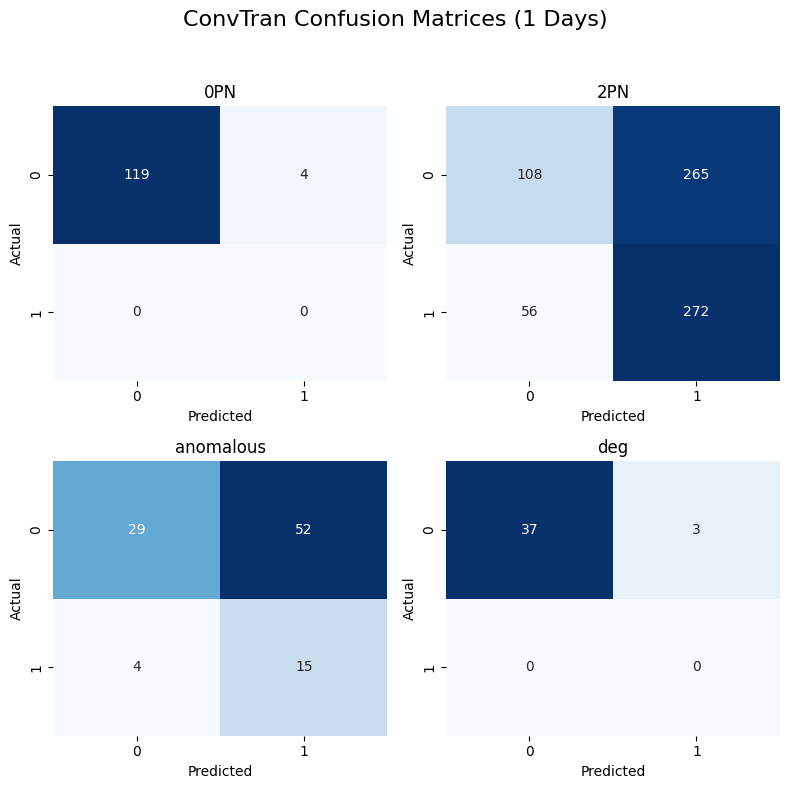 ConvTran Confusion Matrices (1 Days)
0PN
2PN
Actual
0
119
4
1
0
0
0
1
Predicted
Actual
0
108
265
1
56
272
0
1
Predicted
anomalous
deg
Actual
0
29
52
1
4
15
0
1
Predicted
Actual
0
37
3
1
0
0
0
1
Predicted